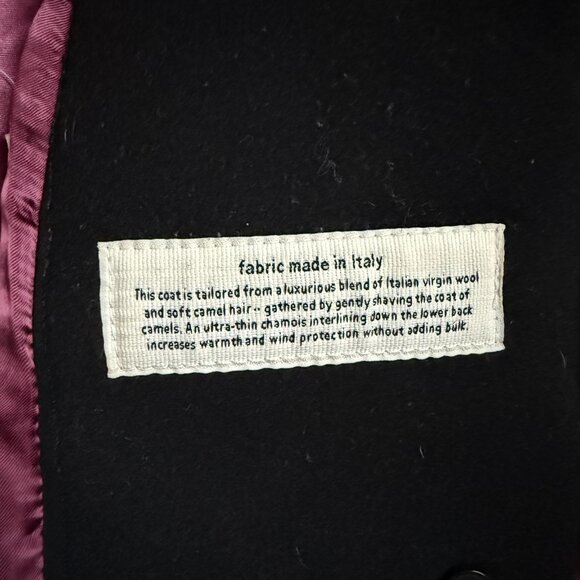 fabric made in Italy
This coat is tailored from a luxurious blend of Italian virgin wool
and soft camel hair -- gathered by gently shaving the coat of
camels. An ultra-thin chamois interlining down the lower back
increases warmth and wind protection without adding bulk.